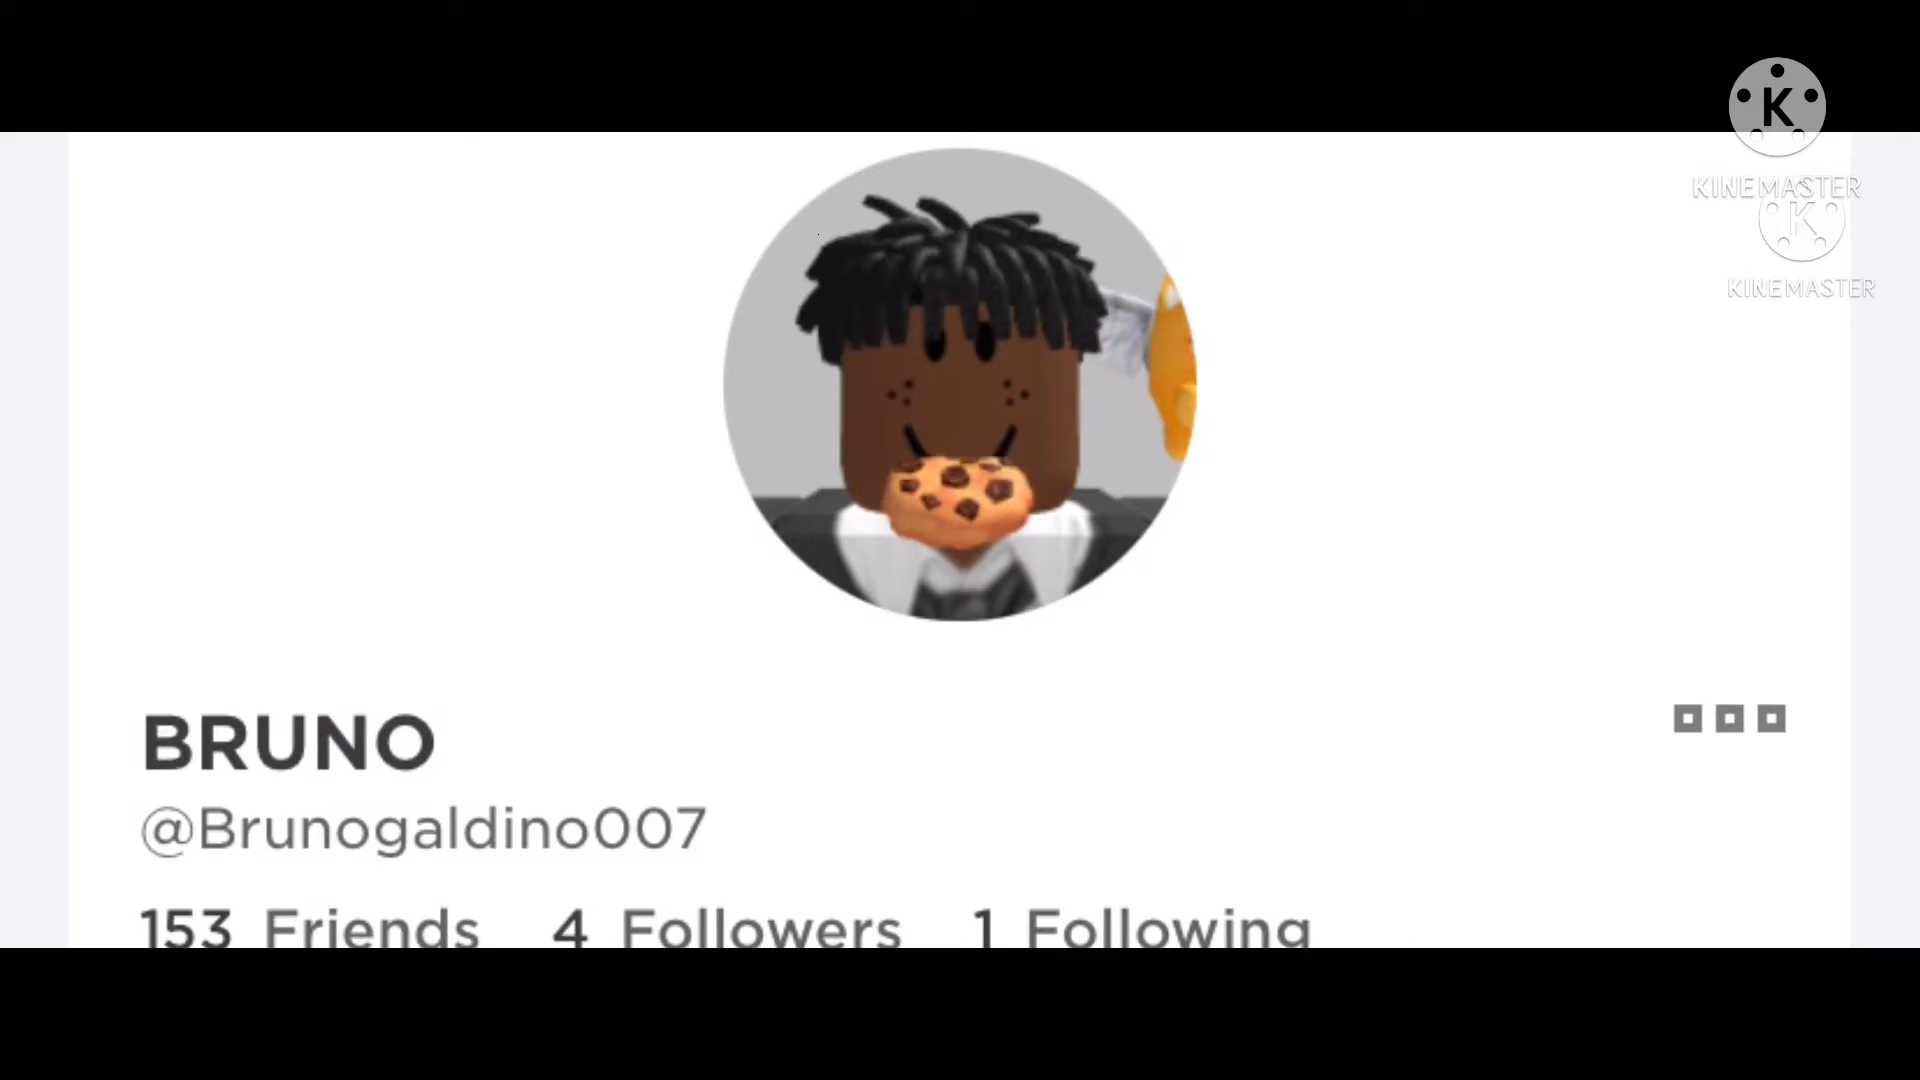 K
KINEMASTER
K
KINEMASTER
BRUNO
@Brunogaldino007
153 Friends 4 Followers 1 Following